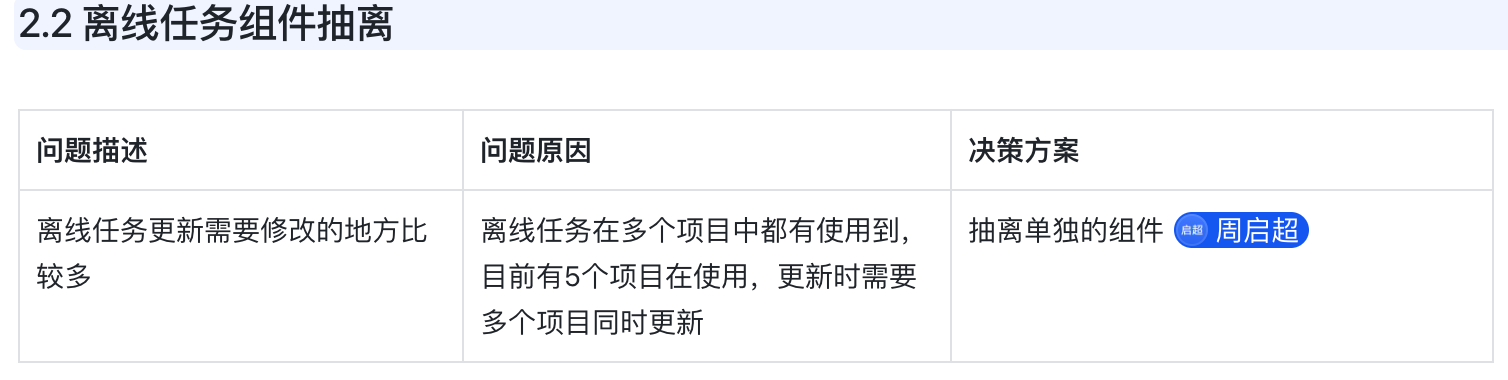 2.2 离线任务组件抽离
问题描述
问题原因
决策方案
离线任务更新需要修改的地方比
较多
离线任务在多个项目中都有使用到，
目前有5个项目在使用，更新时需要
多个项目同时更新
抽离单独的组件 启超 周启超